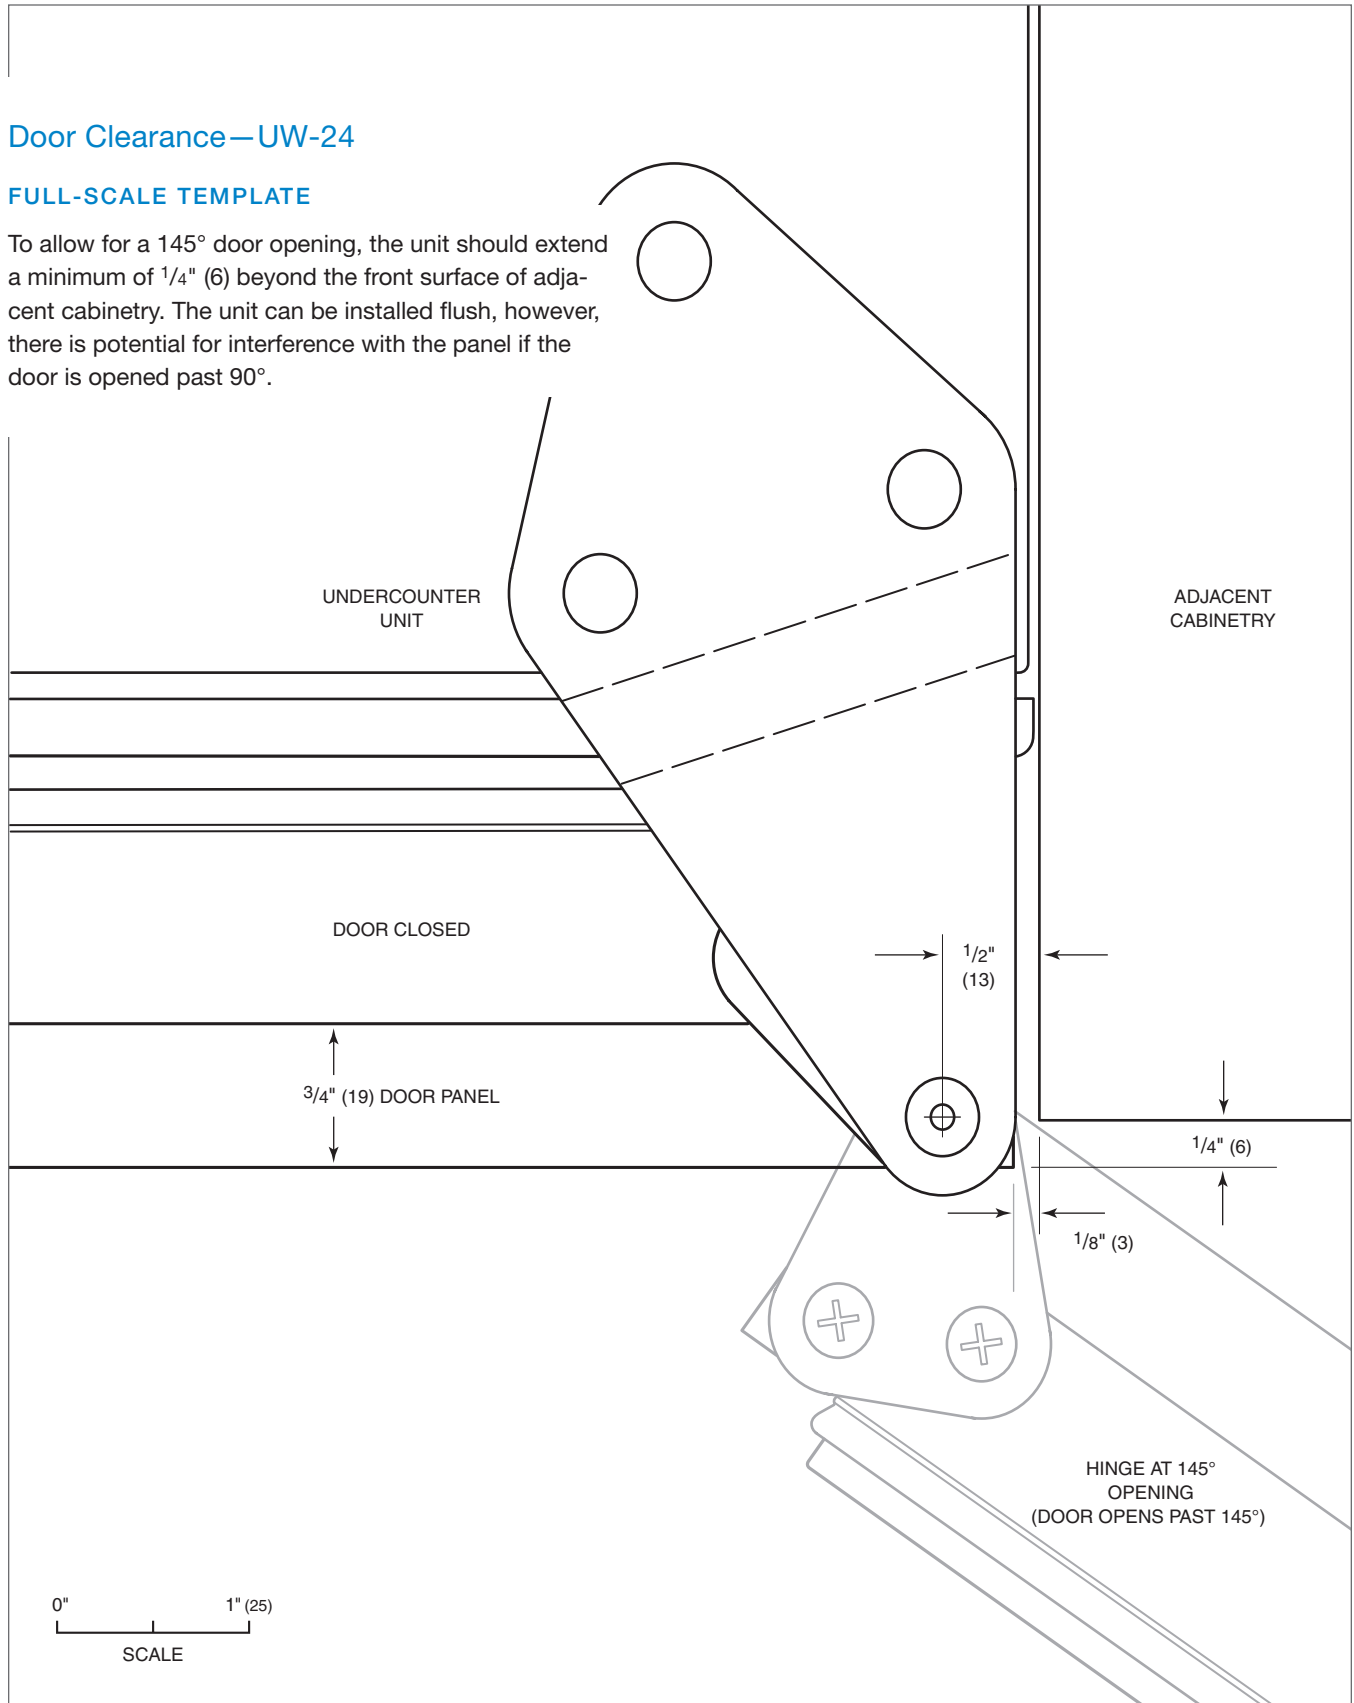 Door Clearance—UW-24
FULL-SCALE TEMPLATE
To allow for a 145° door opening, the unit should extend
a minimum of 1/4" (6) beyond the front surface of adja-
cent cabinetry. The unit can be installed flush, however,
there is potential for interference with the panel if the
door is opened past 90°.
UNDERCOUNTER
UNIT
ADJACENT
CABINETRY
DOOR CLOSED
1/2"
(13)
3/4" (19) DOOR PANEL
1/4" (6)
1/8" (3)
HINGE AT 145°
OPENING
(DOOR OPENS PAST 145°)
0" 1" (25)
SCALE